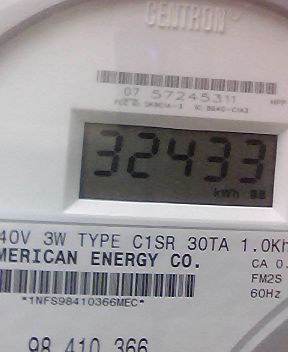 CENTRON
07 57245311
32433
kWh
40V 3W TYPE C1SR 30TA 1.0Kh
MERICAN ENERGY CO.
CA 0.
FM2S
60Hz
*1NFS98410366MEC*
98 410 366